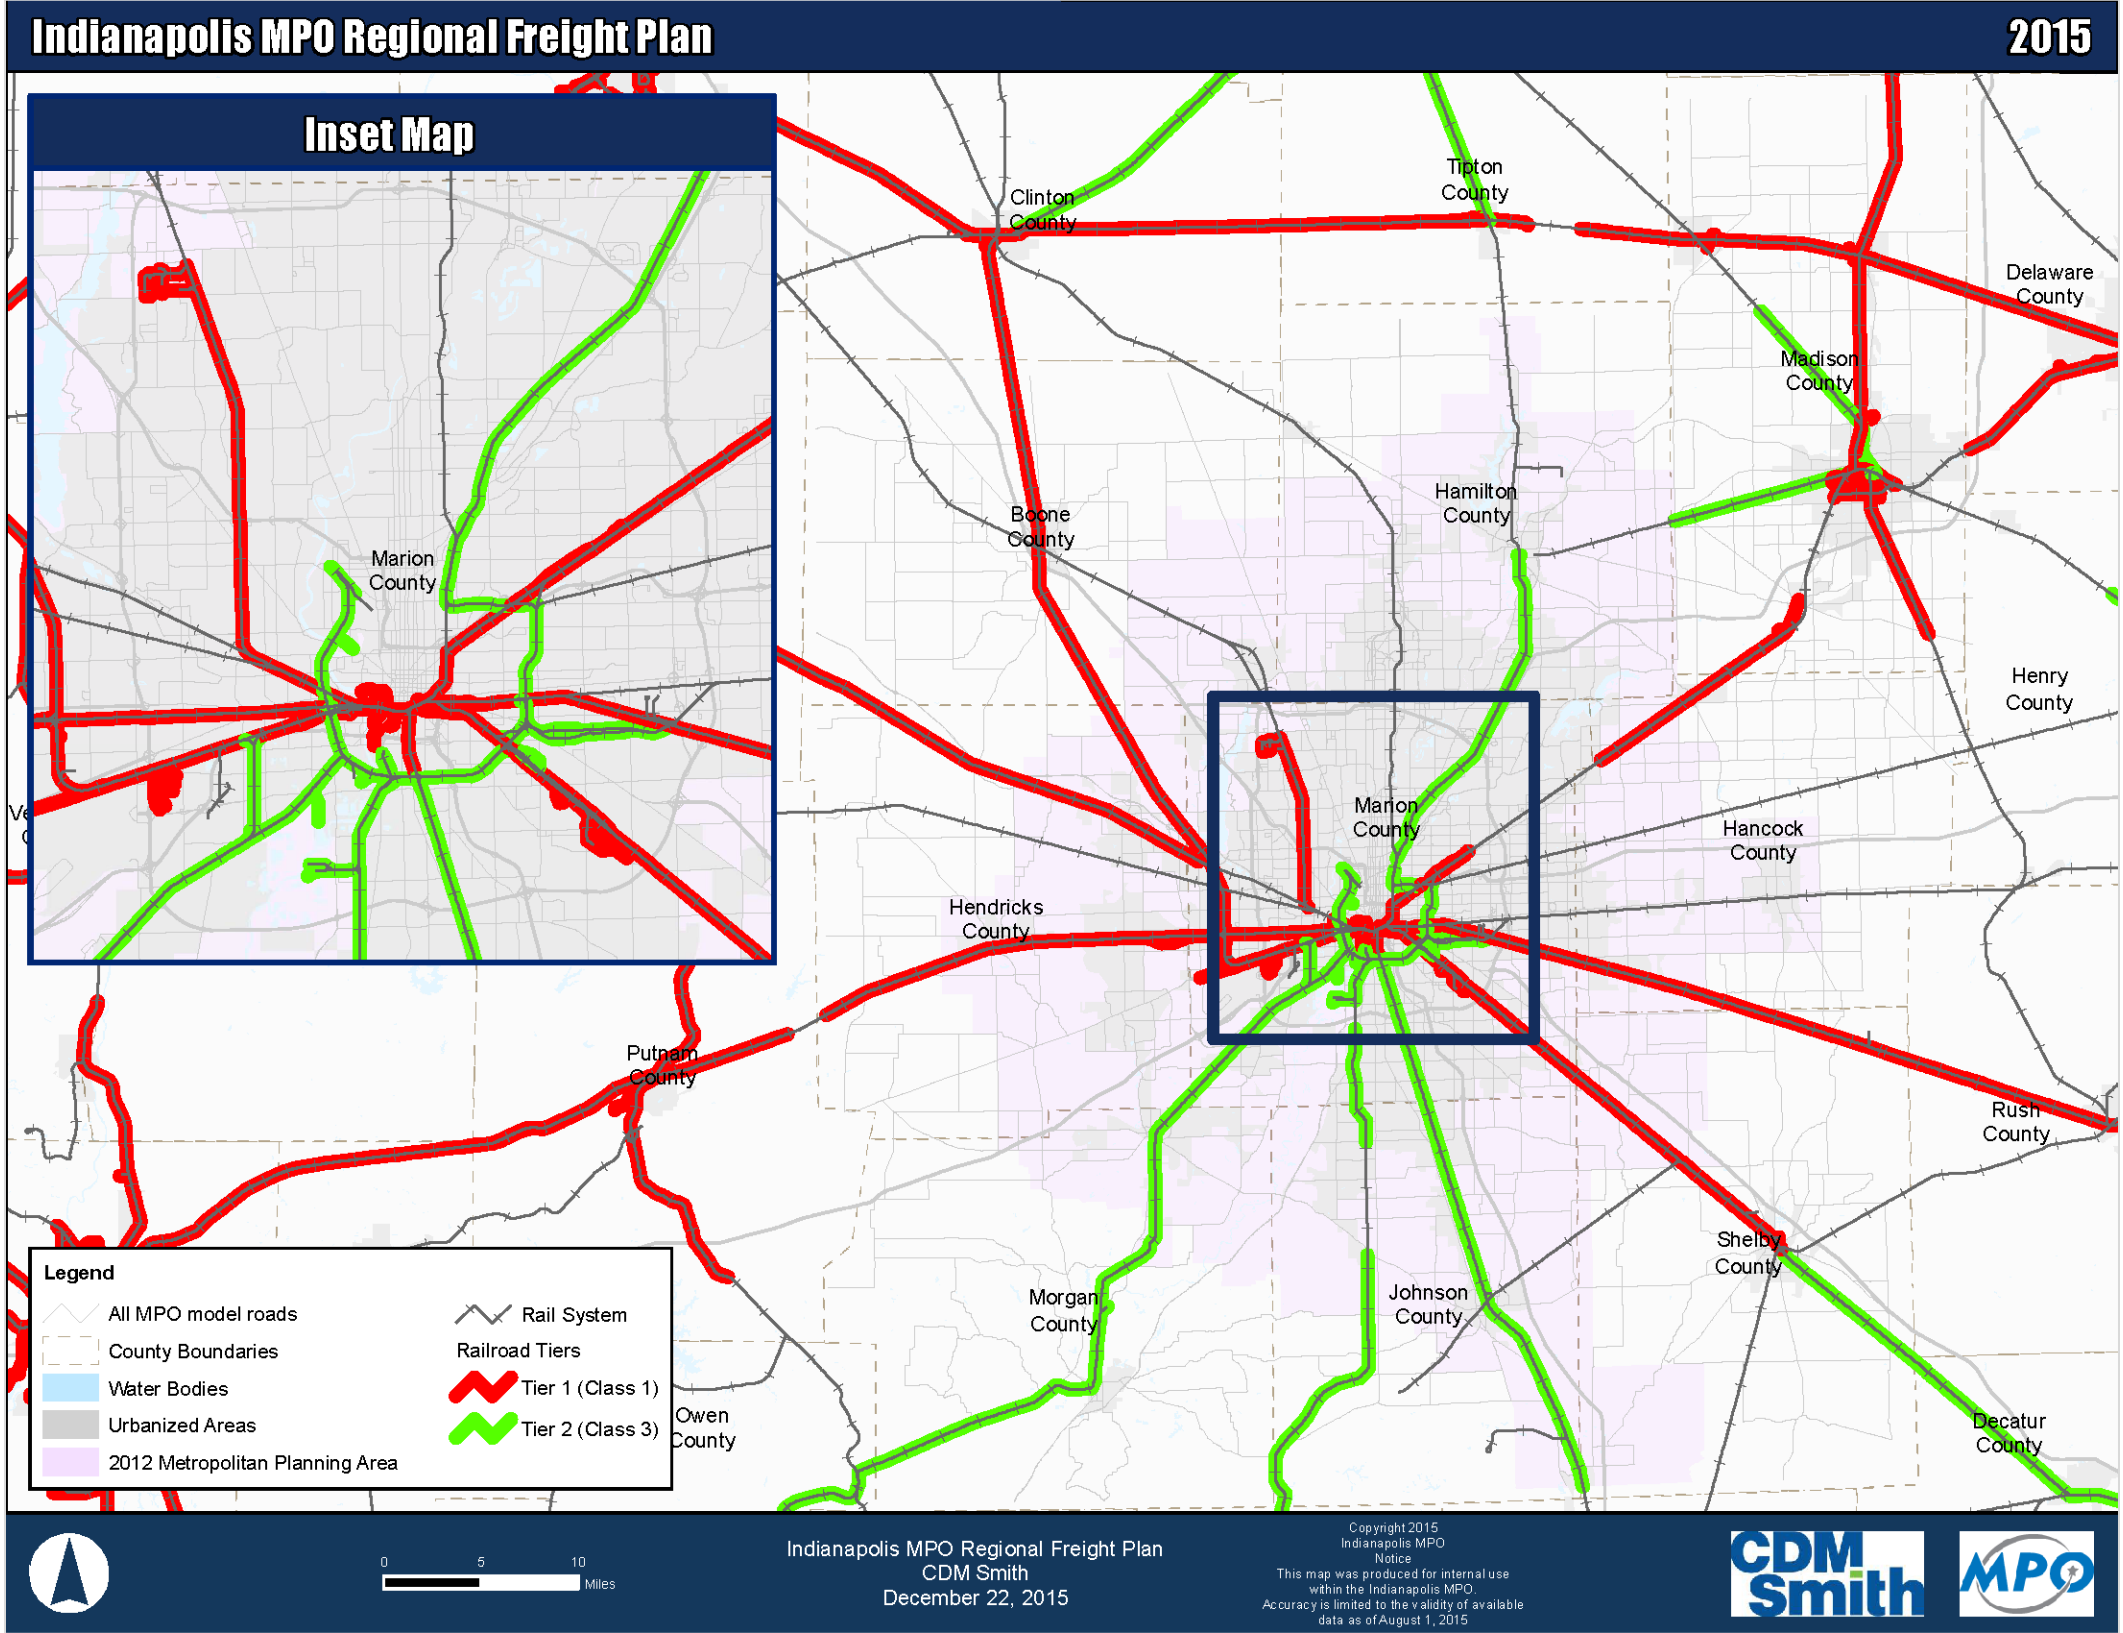 Indianapolis MPO Regional Freight Plan
2015
Inset Map
Marion
County
Clinton
County
Tipton
County
Delaware
County
Madison
County
Hamilton
County
Boone
County
Henry
County
Marion
County
Hancock
County
Hendricks
County
Putnam
County
Rush
County
Shelby
County
Morgan
County
Johnson
County
Owen
County
Decatur
County
Ve
Legend
All MPO model roads
County Boundaries
Water Bodies
Urbanized Areas
2012 Metropolitan Planning Area
Rail System
Railroad Tiers
Tier 1 (Class 1)
Tier 2 (Class 3)
0 5 10
Miles
Indianapolis MPO Regional Freight Plan
CDM Smith
December 22, 2015
Copyright 2015
Indianapolis MPO
Notice
This map was produced for internal use
within the Indianapolis MPO.
Accuracy is limited to the validity of available
data as of August 1, 2015
CDM
Smith
MPO